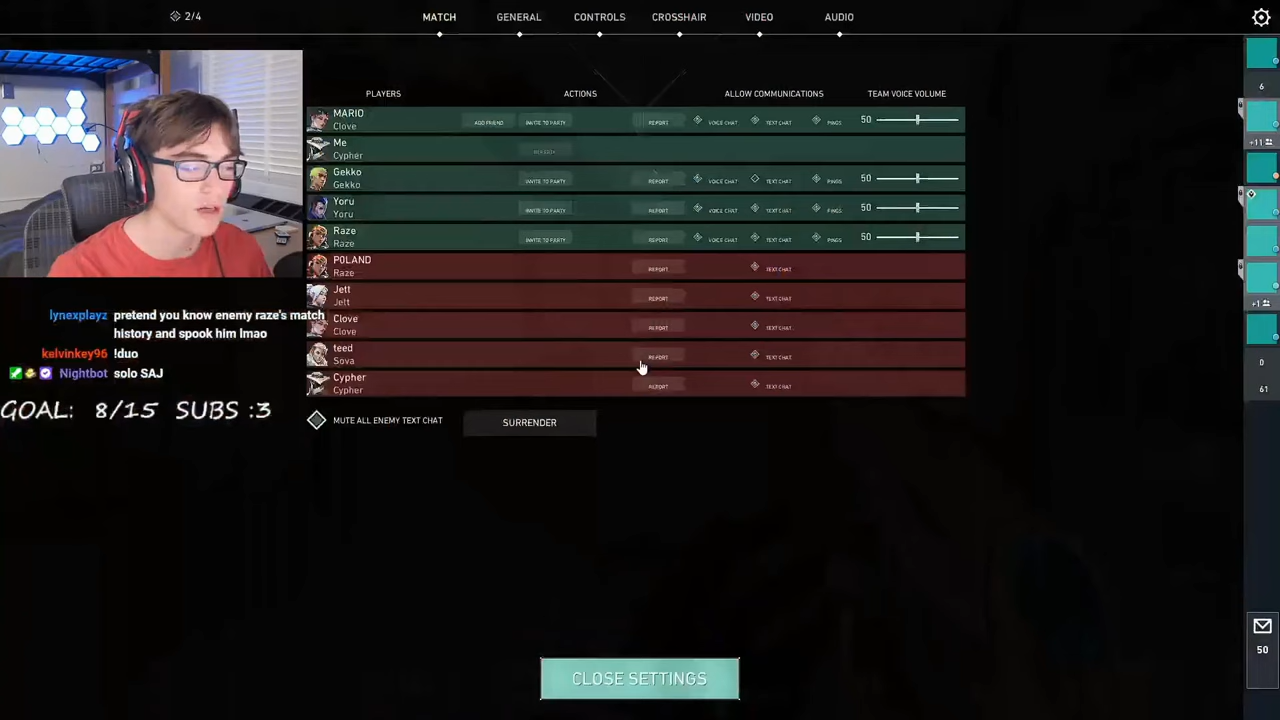 2/4
MATCH GENERAL CONTROLS CROSSHAIR VIDEO AUDIO
PLAYERS ACTIONS ALLOW COMMUNICATIONS TEAM VOICE VOLUME
MARIO
Clove
ADD FRIEND INVITE TO PARTY REPORT VOICE CHAT TEXT CHAT PINGS 50
Me
Cypher
Gekko
Gekko
INVITE TO PARTY REPORT VOICE CHAT TEXT CHAT PINGS 50
Yoru
Yoru
INVITE TO PARTY REPORT VOICE CHAT TEXT CHAT PINGS 50
Raze
Raze
INVITE TO PARTY REPORT VOICE CHAT TEXT CHAT PINGS 50
POLAND
Raze
REPORT TEXT CHAT
Jett
Jett
REPORT TEXT CHAT
Clove
Clove
REPORT TEXT CHAT
teed
Sova
REPORT TEXT CHAT
Cypher
Cypher
REPORT TEXT CHAT
MUTE ALL ENEMY TEXT CHAT SURRENDER
CLOSE SETTINGS
lynexplayz pretend you know enemy raze's match
history and spook him lmao
kelvinkey96 !duo
Nightbot solo SAJ
GOAL: 8/15 SUBS :3
6
+11
+1
0
61
50